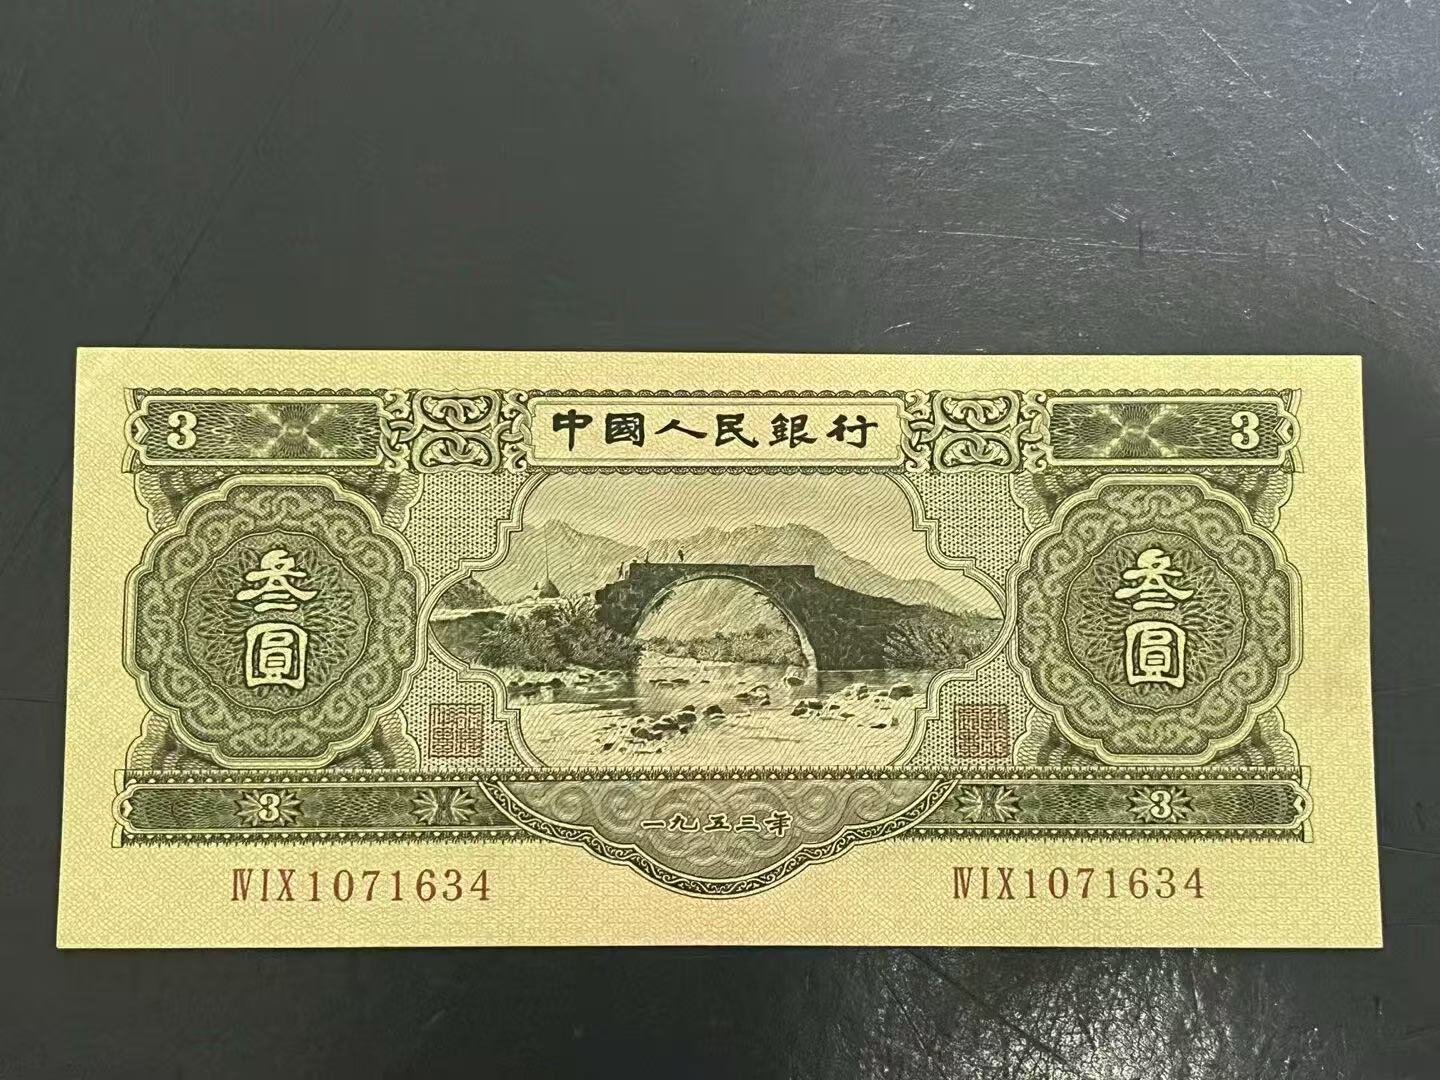 3 中國人民銀行 3
叁圓 叁圓
3 一九五三年 3
ⅣⅠⅩ1071634 ⅣⅠⅩ1071634